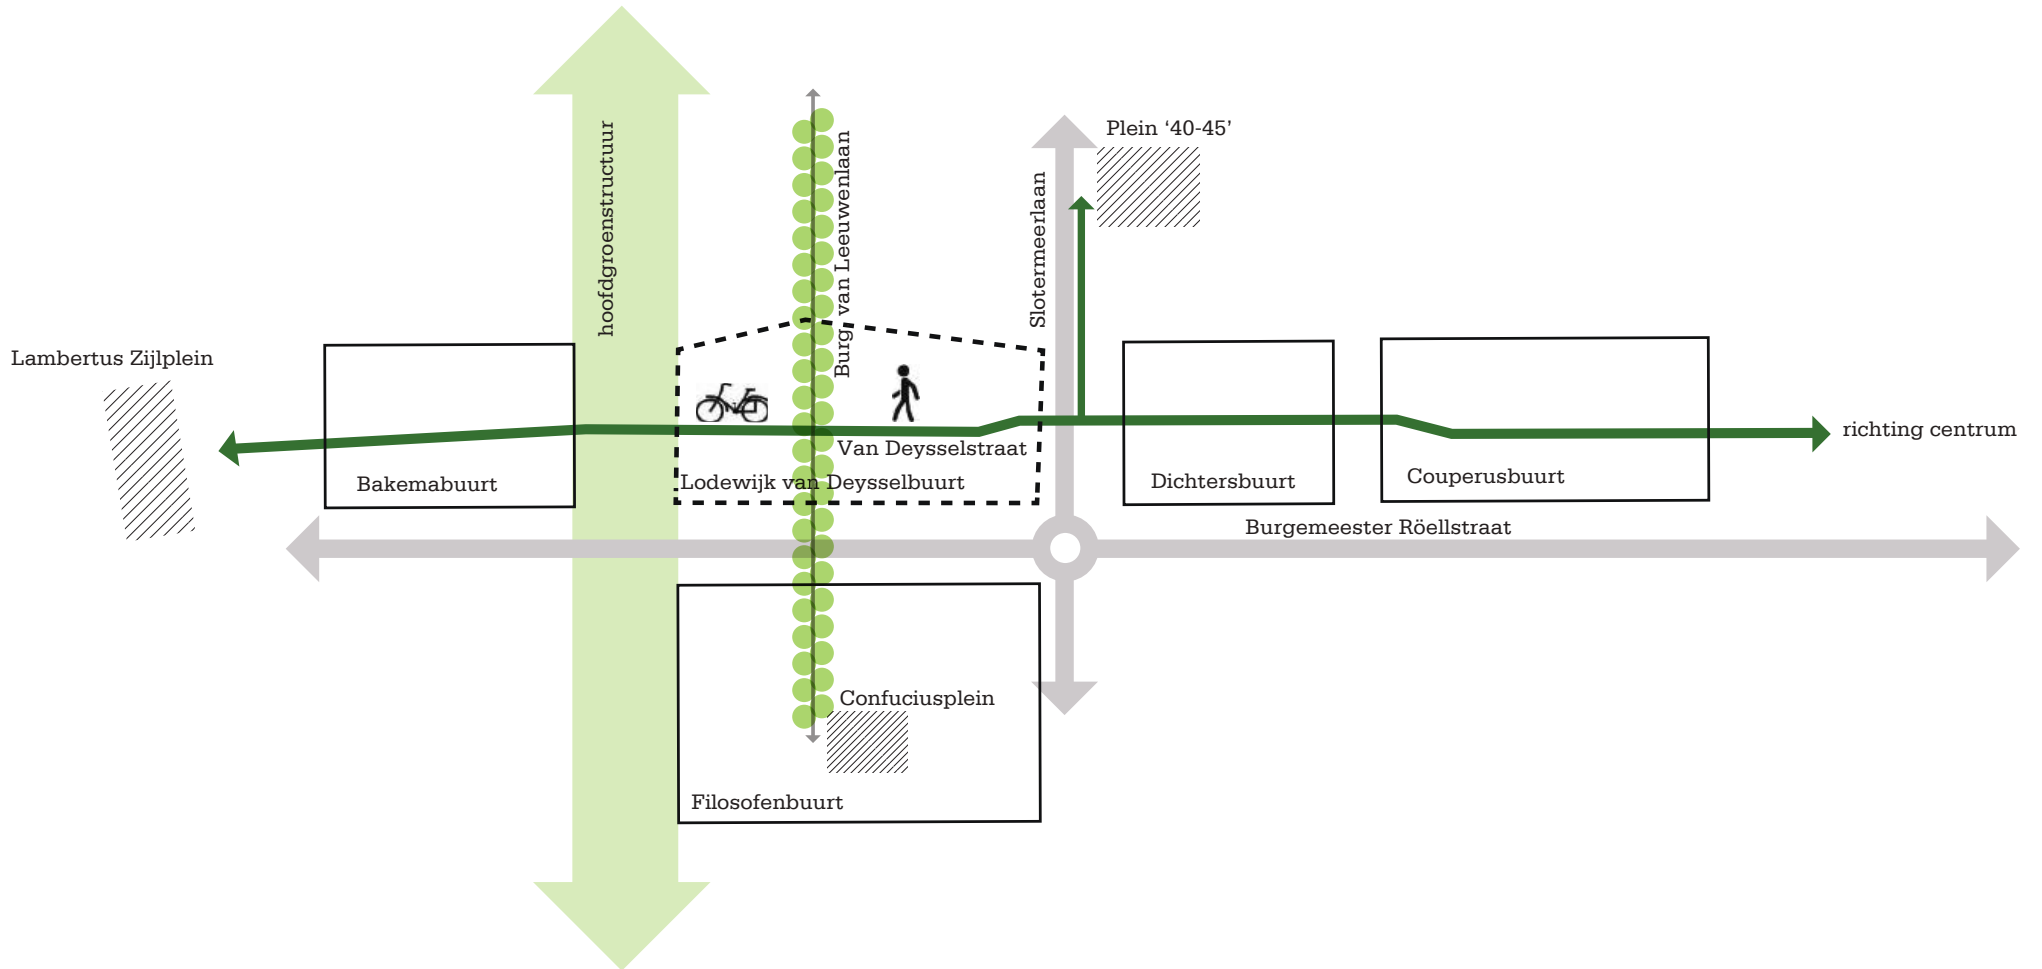 Plein ‘40-45’
hoofdgroenstructuur
Burg van Leeuwenlaan
Slotermeerlaan
Lambertus Zijlplein
richting centrum
Van Deysselstraat
Bakemabuurt
Lodewijk van Deysselbuurt
Dichtersbuurt
Couperusbuurt
Burgemeester Röellstraat
Confuciusplein
Filosofenbuurt